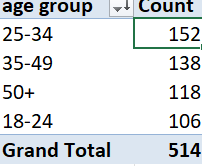 age group Count
25-34 152
35-49 138
50+ 118
18-24 106
Grand Total 514